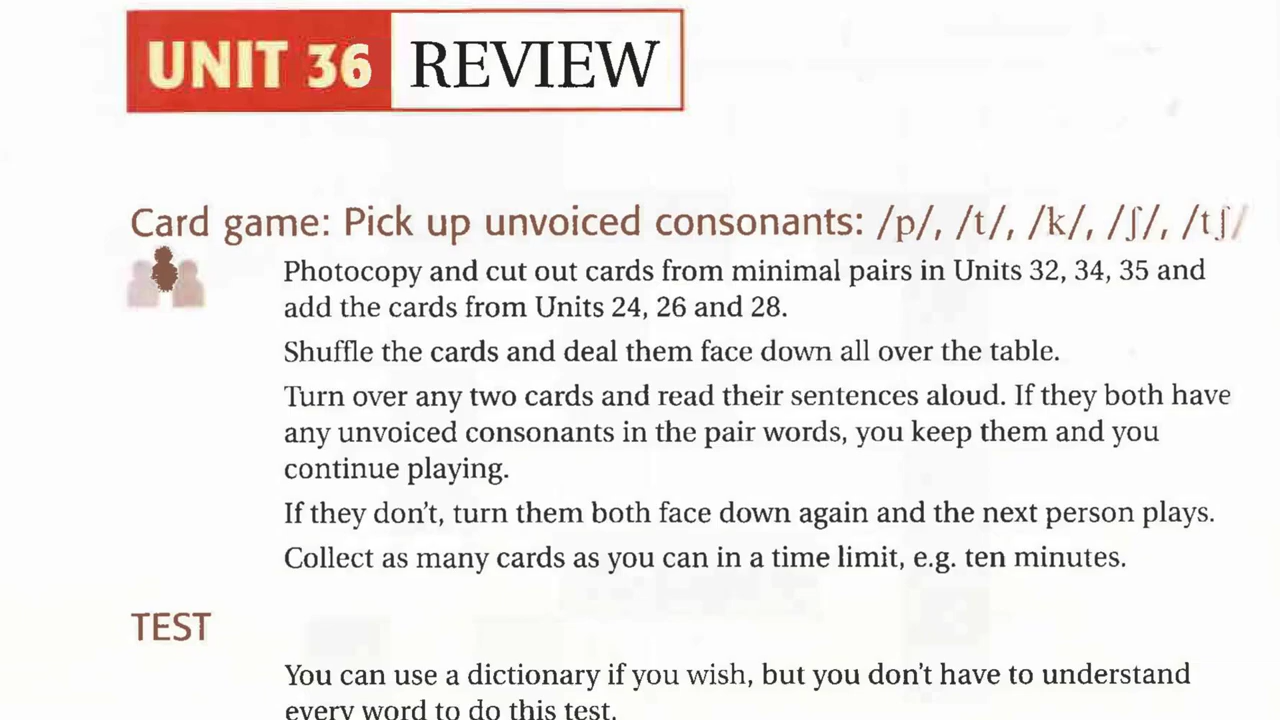 UNIT 36 REVIEW
Card game: Pick up unvoiced consonants: /p/, /t/, /k/, /ʃ/, /tʃ/
Photocopy and cut out cards from minimal pairs in Units 32, 34, 35 and
add the cards from Units 24, 26 and 28.
Shuffle the cards and deal them face down all over the table.
Turn over any two cards and read their sentences aloud. If they both have
any unvoiced consonants in the pair words, you keep them and you
continue playing.
If they don't, turn them both face down again and the next person plays.
Collect as many cards as you can in a time limit, e.g. ten minutes.
TEST
You can use a dictionary if you wish, but you don't have to understand
every word to do this test.